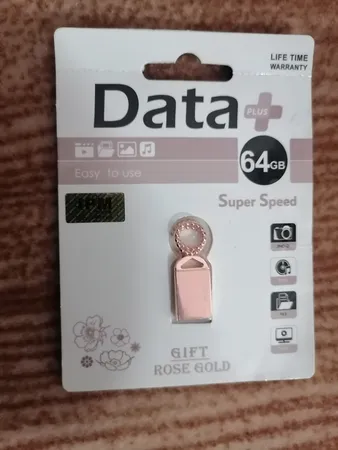 LIFE TIME
WARRANTY
Data
PLUS
64GB
Easy to use
Super Speed
GIFT
ROSE GOLD